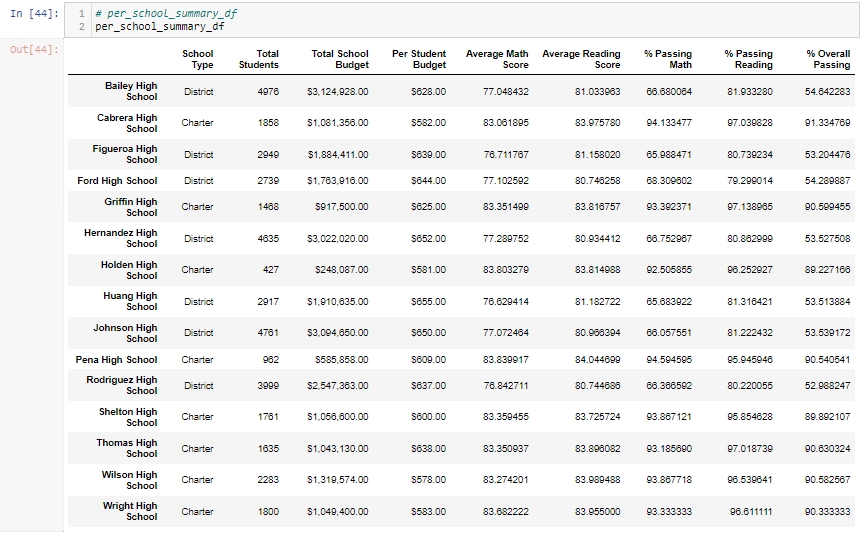 In [44]: 1 # per_school_summary_df
2 per_school_summary_df
Out[44]:
School Type Total Students Total School Budget Per Student Budget Average Math Score Average Reading Score % Passing Math % Passing Reading % Overall Passing
Bailey High School District 4976 $3,124,928.00 $628.00 77.048432 81.033963 66.680064 81.933280 54.642283
Cabrera High School Charter 1858 $1,081,356.00 $582.00 83.061895 83.975780 94.133477 97.039828 91.334769
Figueroa High School District 2949 $1,884,411.00 $639.00 76.711767 81.158020 65.988471 80.739234 53.204476
Ford High School District 2739 $1,763,916.00 $644.00 77.102592 80.746258 68.309602 79.299014 54.289887
Griffin High School Charter 1468 $917,500.00 $625.00 83.351499 83.816757 93.392371 97.138965 90.599455
Hernandez High School District 4635 $3,022,020.00 $652.00 77.289752 80.934412 66.752967 80.862999 53.527508
Holden High School Charter 427 $248,087.00 $581.00 83.803279 83.814988 92.505855 96.252927 89.227166
Huang High School District 2917 $1,910,635.00 $655.00 76.629414 81.182722 65.683922 81.316421 53.513884
Johnson High School District 4761 $3,094,650.00 $650.00 77.072464 80.966394 66.057551 81.222432 53.539172
Pena High School Charter 962 $585,858.00 $609.00 83.839917 84.044699 94.594595 95.945946 90.540541
Rodriguez High School District 3999 $2,547,363.00 $637.00 76.842711 80.744686 66.366592 80.220055 52.988247
Shelton High School Charter 1761 $1,056,600.00 $600.00 83.359455 83.725724 93.867121 95.854628 89.892107
Thomas High School Charter 1635 $1,043,130.00 $638.00 83.350937 83.896082 93.185690 97.018739 90.630324
Wilson High School Charter 2283 $1,319,574.00 $578.00 83.274201 83.989488 93.867718 96.539641 90.582567
Wright High School Charter 1800 $1,049,400.00 $583.00 83.682222 83.955000 93.333333 96.611111 90.333333